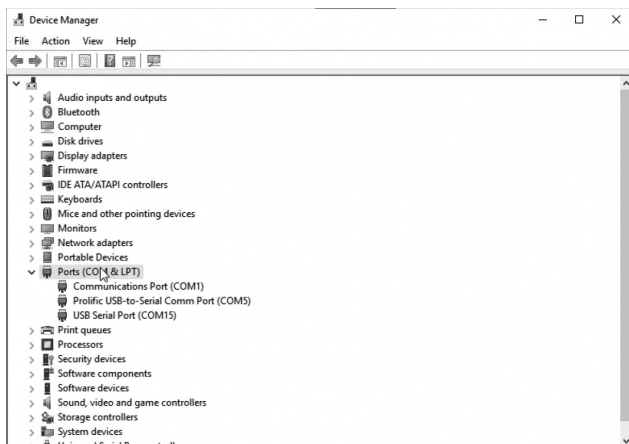 Device Manager
File Action View Help
Audio inputs and outputs
Bluetooth
Computer
Disk drives
Display adapters
Firmware
IDE ATA/ATAPI controllers
Keyboards
Mice and other pointing devices
Monitors
Network adapters
Portable Devices
Ports (COM & LPT)
Communications Port (COM1)
Prolific USB-to-Serial Comm Port (COM5)
USB Serial Port (COM15)
Print queues
Processors
Security devices
Software components
Software devices
Sound, video and game controllers
Storage controllers
System devices